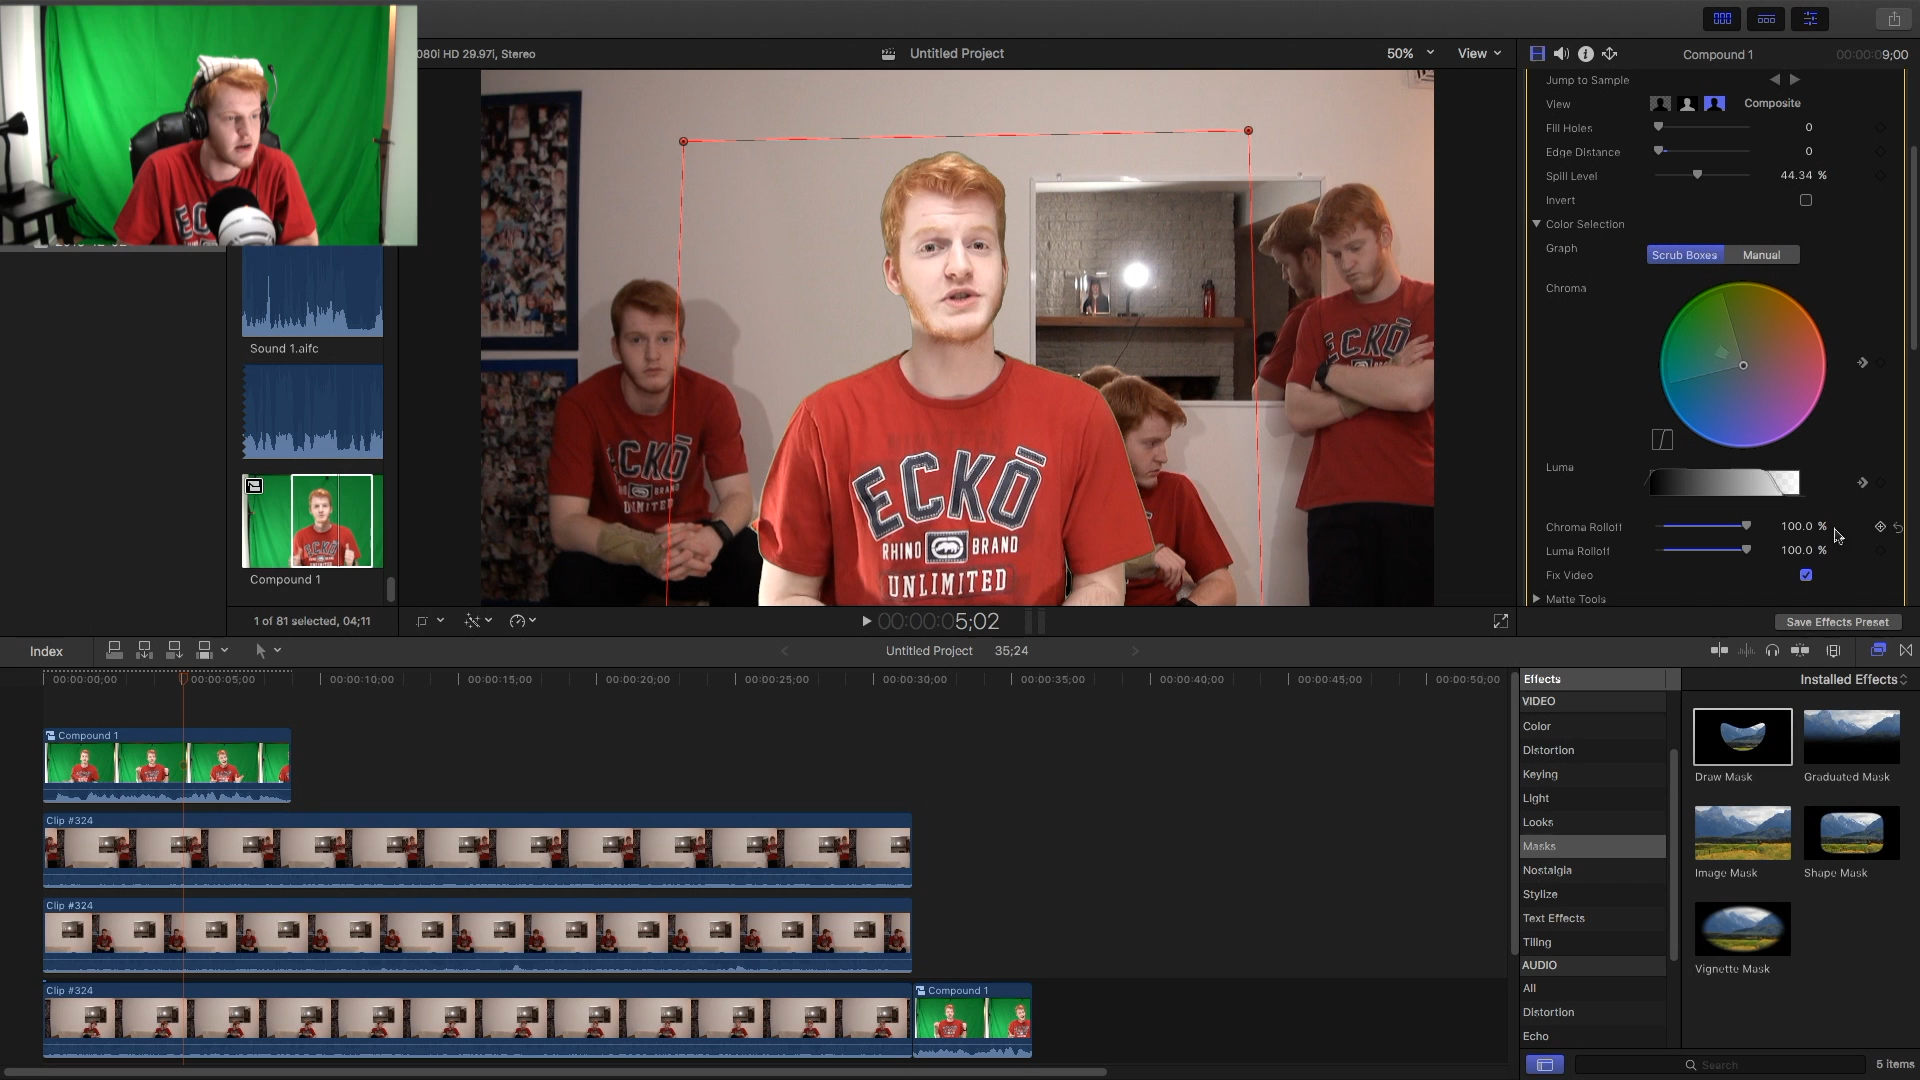 080i HD 29.97i, Stereo
Untitled Project
50%
View
Compound 1
00:00:09;00
Jump to Sample
View
Composite
Fill Holes
0
Edge Distance
0
Spill Level
44.34 %
Invert
Color Selection
Graph
Scrub Boxes
Manual
Chroma
Luma
Chroma Rolloff
100.0 %
Luma Rolloff
100.0 %
Fix Video
Matte Tools
Save Effects Preset
Sound 1.aifc
Compound 1
1 of 81 selected, 04;11
ECKŌ
RHINO BRAND
UNLIMITED
ECKŌ
UNLIMITED
ECKŌ
00:00:05;02
Index
Untitled Project
35;24
00:00:00;00
00:00:05;00
00:00:10;00
00:00:15;00
00:00:20;00
00:00:25;00
00:00:30;00
00:00:35;00
00:00:40;00
00:00:45;00
00:00:50;00
Compound 1
Clip #324
Clip #324
Clip #324
Compound 1
Effects
Installed Effects
VIDEO
Color
Distortion
Keying
Light
Looks
Masks
Nostalgia
Stylize
Text Effects
Tiling
AUDIO
All
Distortion
Echo
Draw Mask
Graduated Mask
Image Mask
Shape Mask
Vignette Mask
Search
5 items